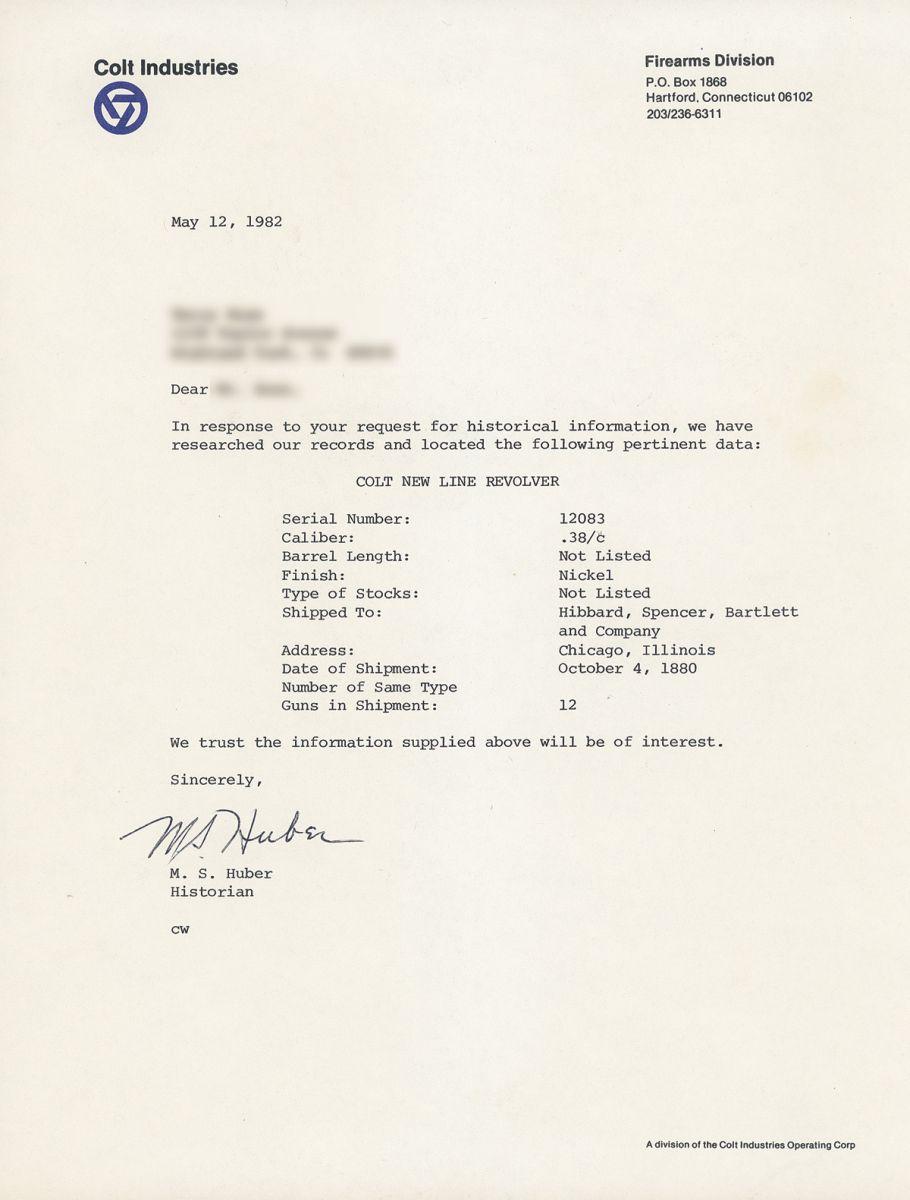 Colt Industries
Firearms Division
P.O. Box 1868
Hartford, Connecticut 06102
203/236-6311
May 12, 1982
Dear
In response to your request for historical information, we have
researched our records and located the following pertinent data:
COLT NEW LINE REVOLVER
Serial Number: 12083
Caliber: .38/c
Barrel Length: Not Listed
Finish: Nickel
Type of Stocks: Not Listed
Shipped To: Hibbard, Spencer, Bartlett
and Company
Address: Chicago, Illinois
Date of Shipment: October 4, 1880
Number of Same Type
Guns in Shipment: 12
We trust the information supplied above will be of interest.
Sincerely,
M S Huber
M. S. Huber
Historian
cw
A division of the Colt Industries Operating Corp